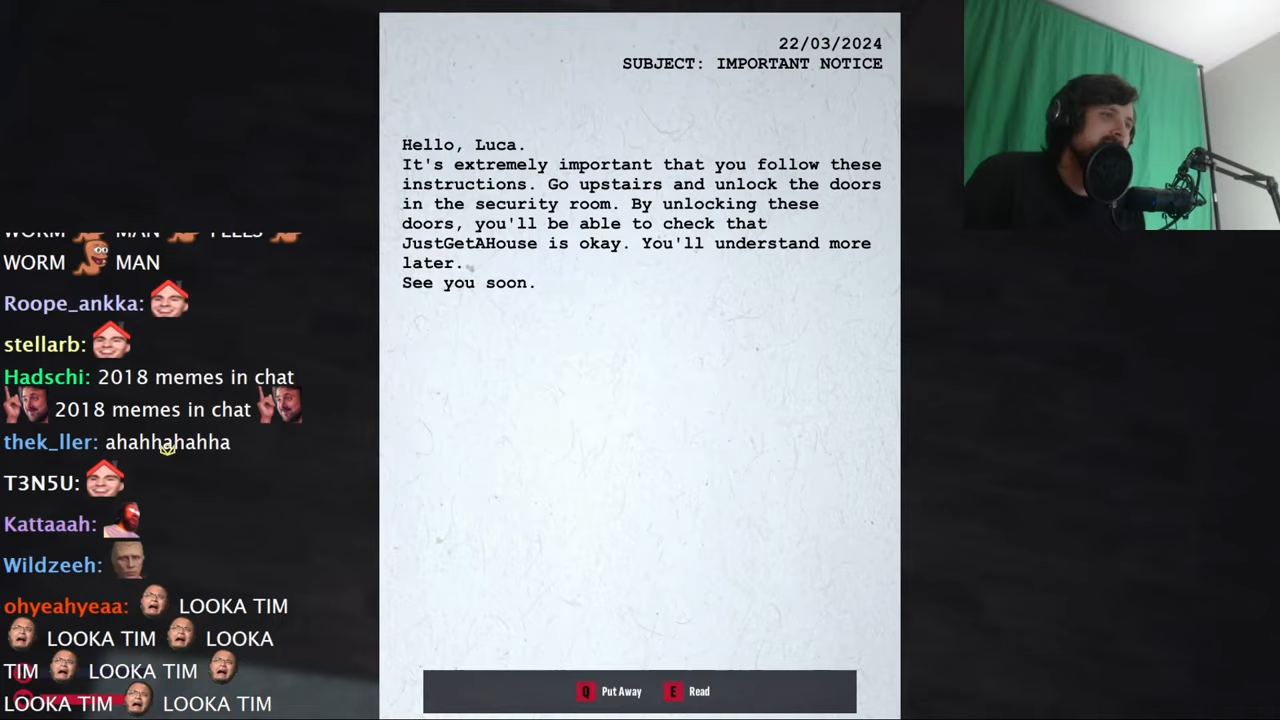 22/03/2024
SUBJECT: IMPORTANT NOTICE
Hello, Luca.
It's extremely important that you follow these
instructions. Go upstairs and unlock the doors
in the security room. By unlocking these
doors, you'll be able to check that
JustGetAHouse is okay. You'll understand more
later.
See you soon.
Q Put Away E Read
WORM MAN FEELS
WORM MAN
Roope_ankka:
stellarb:
Hadschi: 2018 memes in chat
2018 memes in chat
thek_ller: ahahhahahha
T3N5U:
Kattaaah:
Wildzeeh:
ohyeahyeaa: LOOKA TIM
LOOKA TIM LOOKA
TIM LOOKA TIM
LOOKA TIM LOOKA TIM